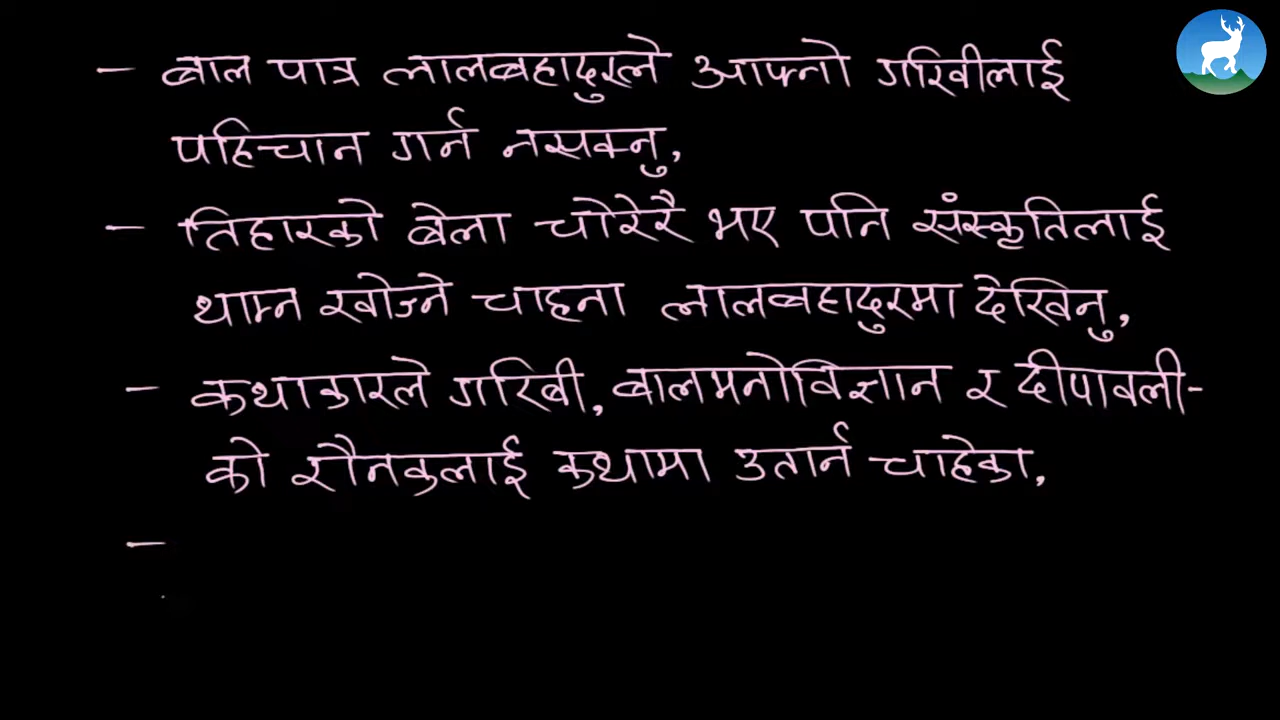 - बाल पात्र लालबहादुरले आफ्नो गरिबीलाई
पहिचान गर्न नसक्नु,
- तिहारको बेला चोरेरै भए पनि संस्कृतिलाई
थाम्न खोज्ने चाहना लालबहादुरमा देखिनु,
- कथाकारले गरिबी, बालमनोविज्ञान र दीपावली-
को रौनकलाई कथामा उतार्न चाहेका,
-